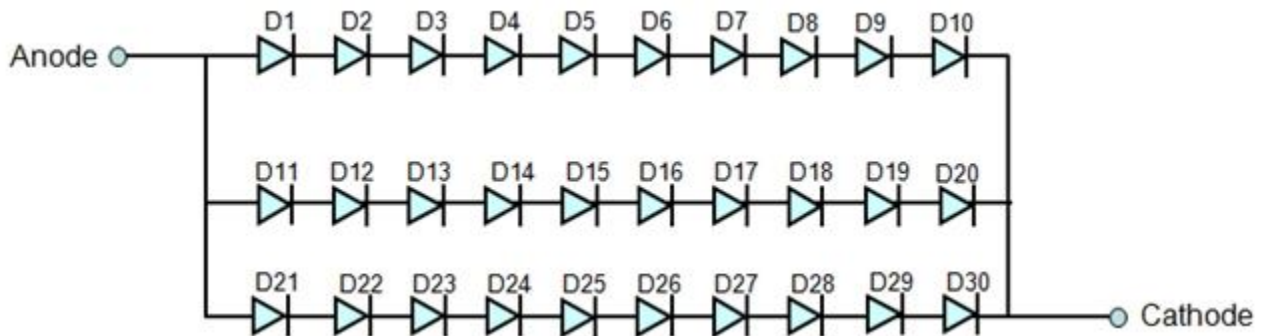 D1 D2 D3 D4 D5 D6 D7 D8 D9 D10
Anode
D11 D12 D13 D14 D15 D16 D17 D18 D19 D20
D21 D22 D23 D24 D25 D26 D27 D28 D29 D30
Cathode